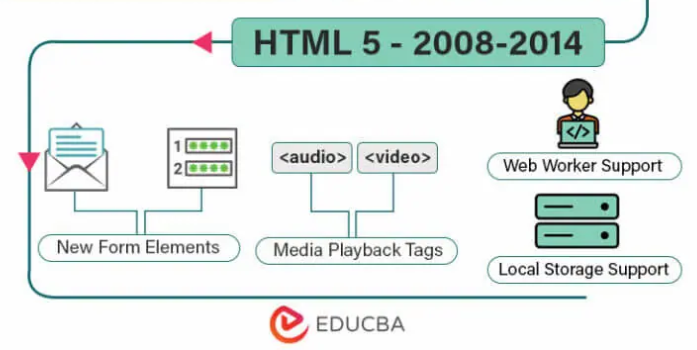 HTML 5 - 2008-2014
1
2
<audio> <video>
</>
Web Worker Support
New Form Elements
Media Playback Tags
Local Storage Support
EDUCBA